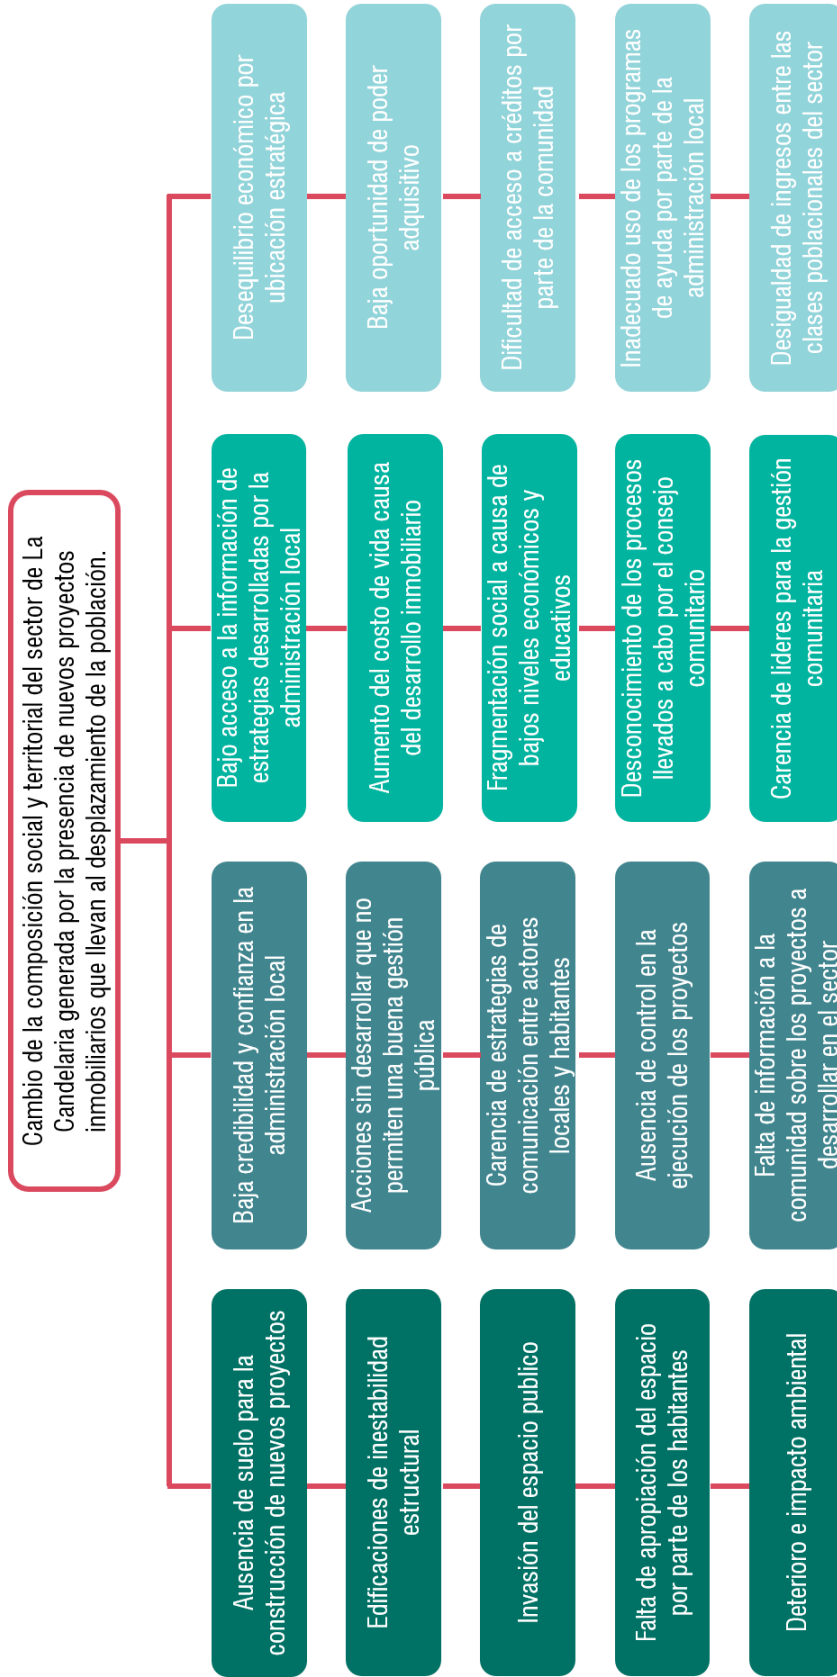 Cambio de la composición social y territorial del sector de La
Candelaria generada por la presencia de nuevos proyectos
inmobiliarios que llevan al desplazamiento de la población.
Ausencia de suelo para la
construcción de nuevos proyectos
Edificaciones de inestabilidad
estructural
Invasión del espacio publico
Falta de apropiación del espacio
por parte de los habitantes
Deterioro e impacto ambiental
Baja credibilidad y confianza en la
administración local
Acciones sin desarrollar que no
permiten una buena gestión
pública
Carencia de estrategias de
comunicación entre actores
locales y habitantes
Ausencia de control en la
ejecución de los proyectos
Falta de información a la
comunidad sobre los proyectos a
desarrollar en el sector
Bajo acceso a la información de
estrategias desarrolladas por la
administración local
Aumento del costo de vida causa
del desarrollo inmobiliario
Fragmentación social a causa de
bajos niveles económicos y
educativos
Desconocimiento de los procesos
llevados a cabo por el consejo
comunitario
Carencia de lideres para la gestión
comunitaria
Desequilibrio económico por
ubicación estratégica
Baja oportunidad de poder
adquisitivo
Dificultad de acceso a créditos por
parte de la comunidad
Inadecuado uso de los programas
de ayuda por parte de la
administración local
Desigualdad de ingresos entre las
clases poblacionales del sector